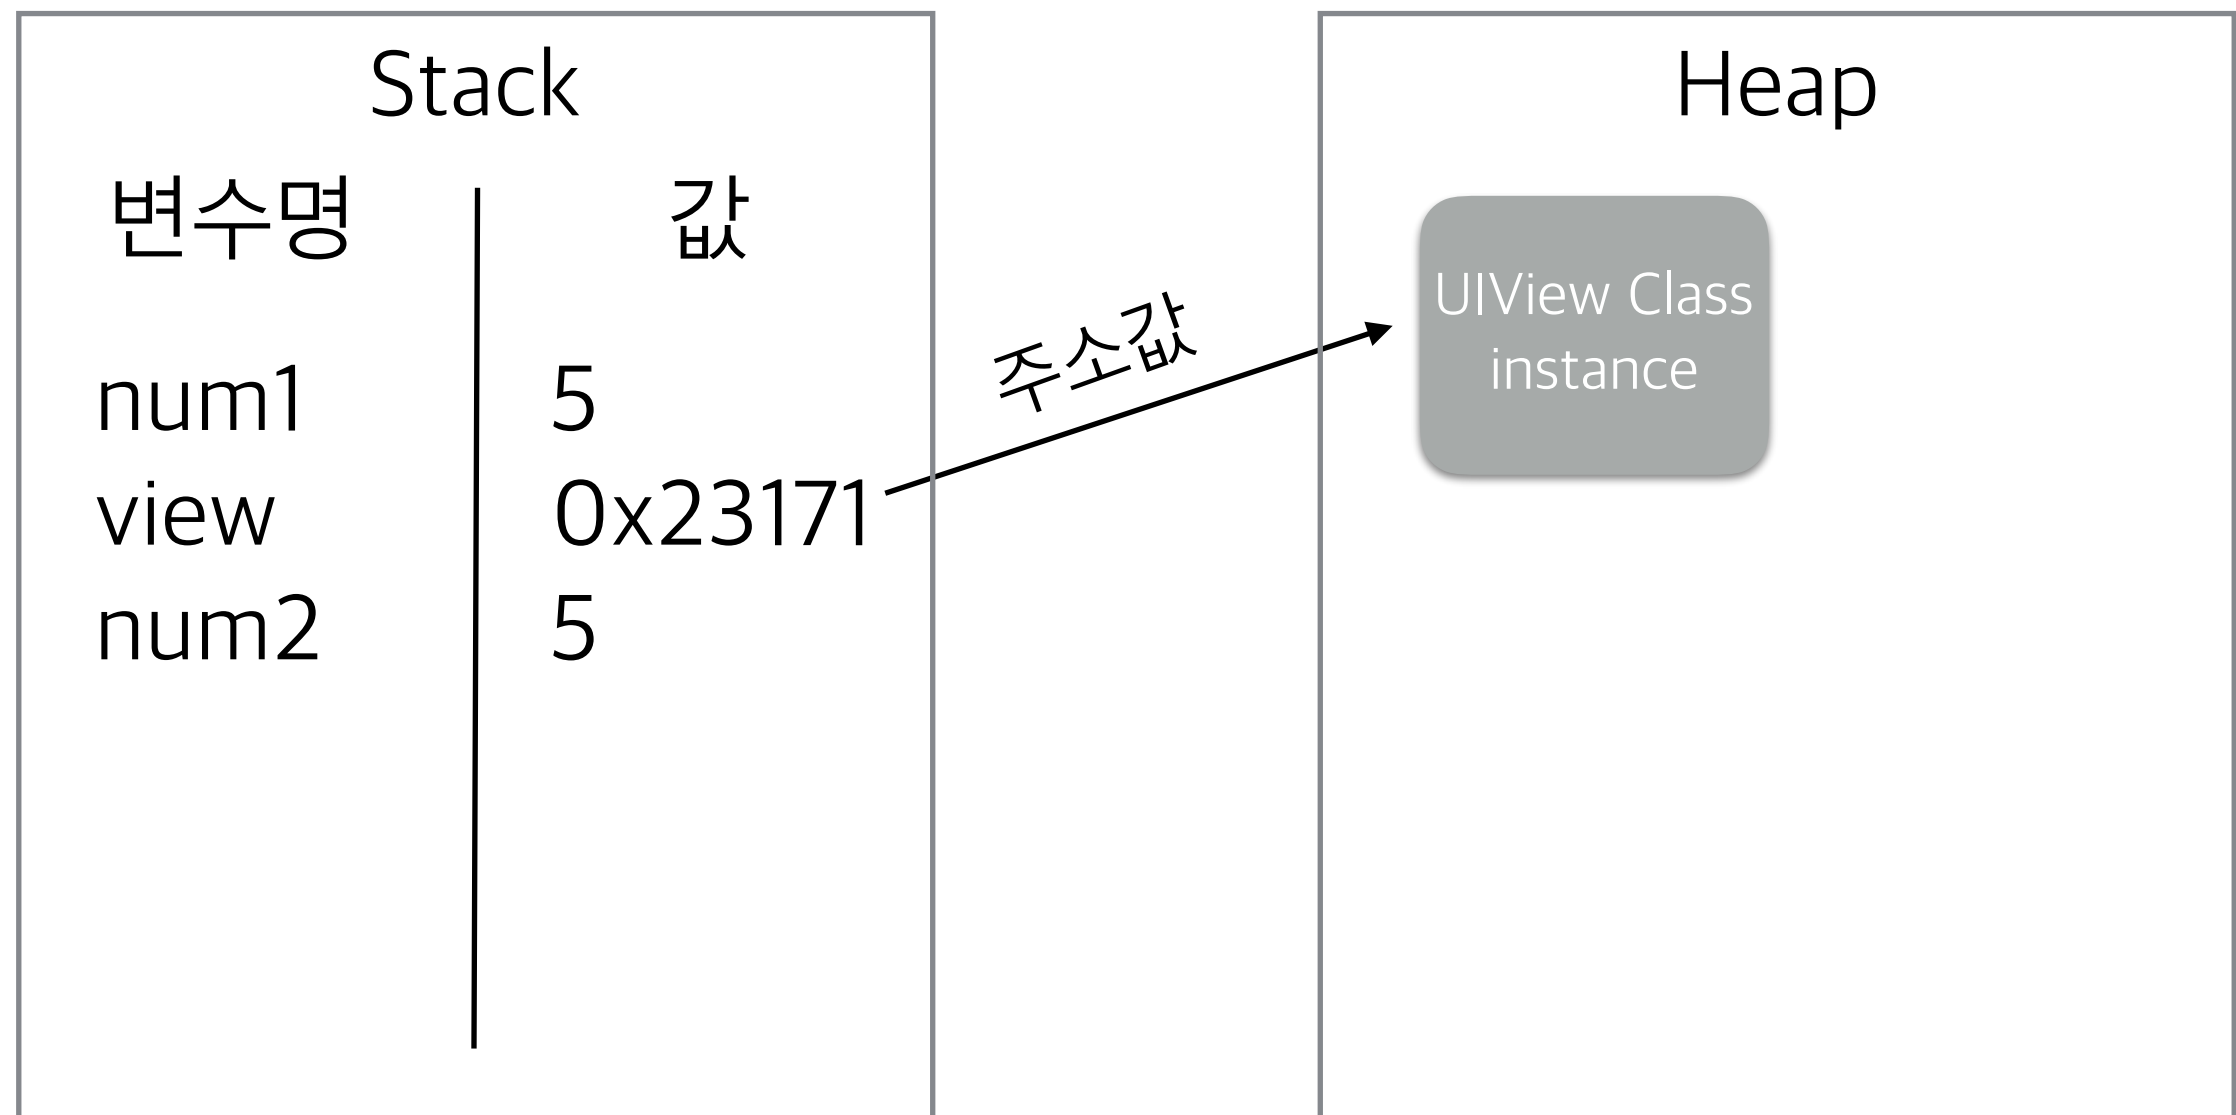 Stack
변수명 값
num1 5
view 0x23171
num2 5
주소값
Heap
UIView Class
instance